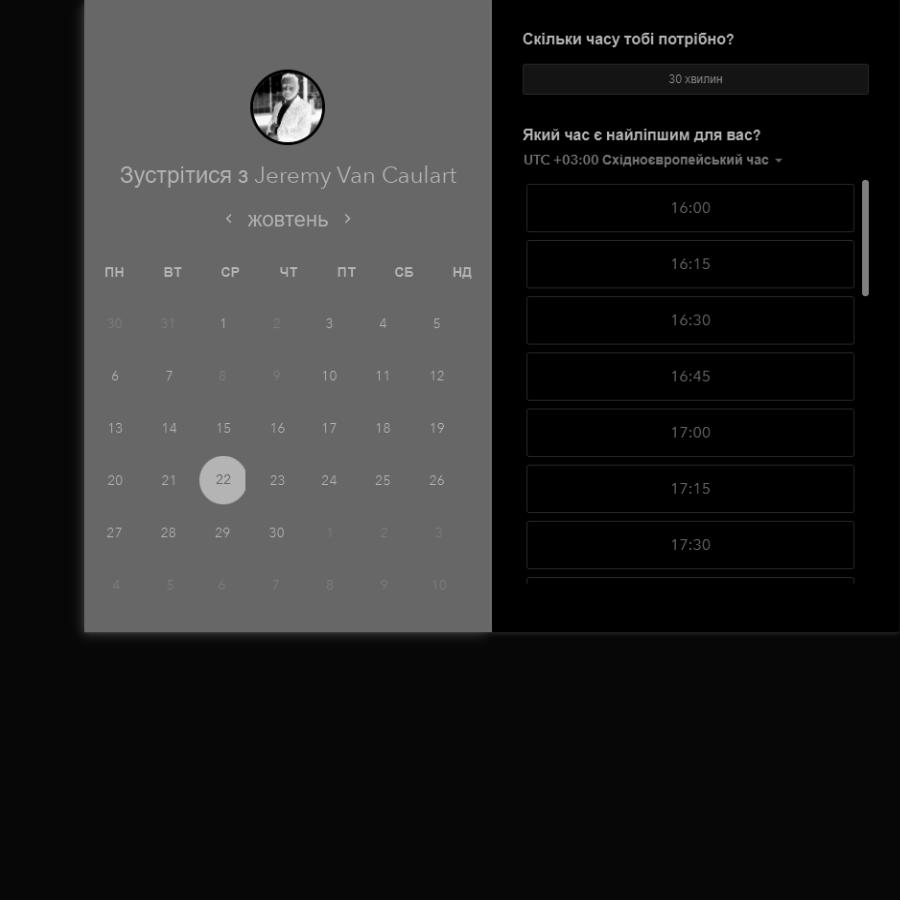 Зустрітися з Jeremy Van Caulart
жовтень
ПН ВТ СР ЧТ ПТ СБ НД
30 31 1 2 3 4 5
6 7 8 9 10 11 12
13 14 15 16 17 18 19
20 21 22 23 24 25 26
27 28 29 30 1 2 3
4 5 6 7 8 9 10
Скільки часу тобі потрібно?
30 хвилин
Який час є найліпшим для вас?
UTC +03:00 Східноєвропейський час
16:00
16:15
16:30
16:45
17:00
17:15
17:30